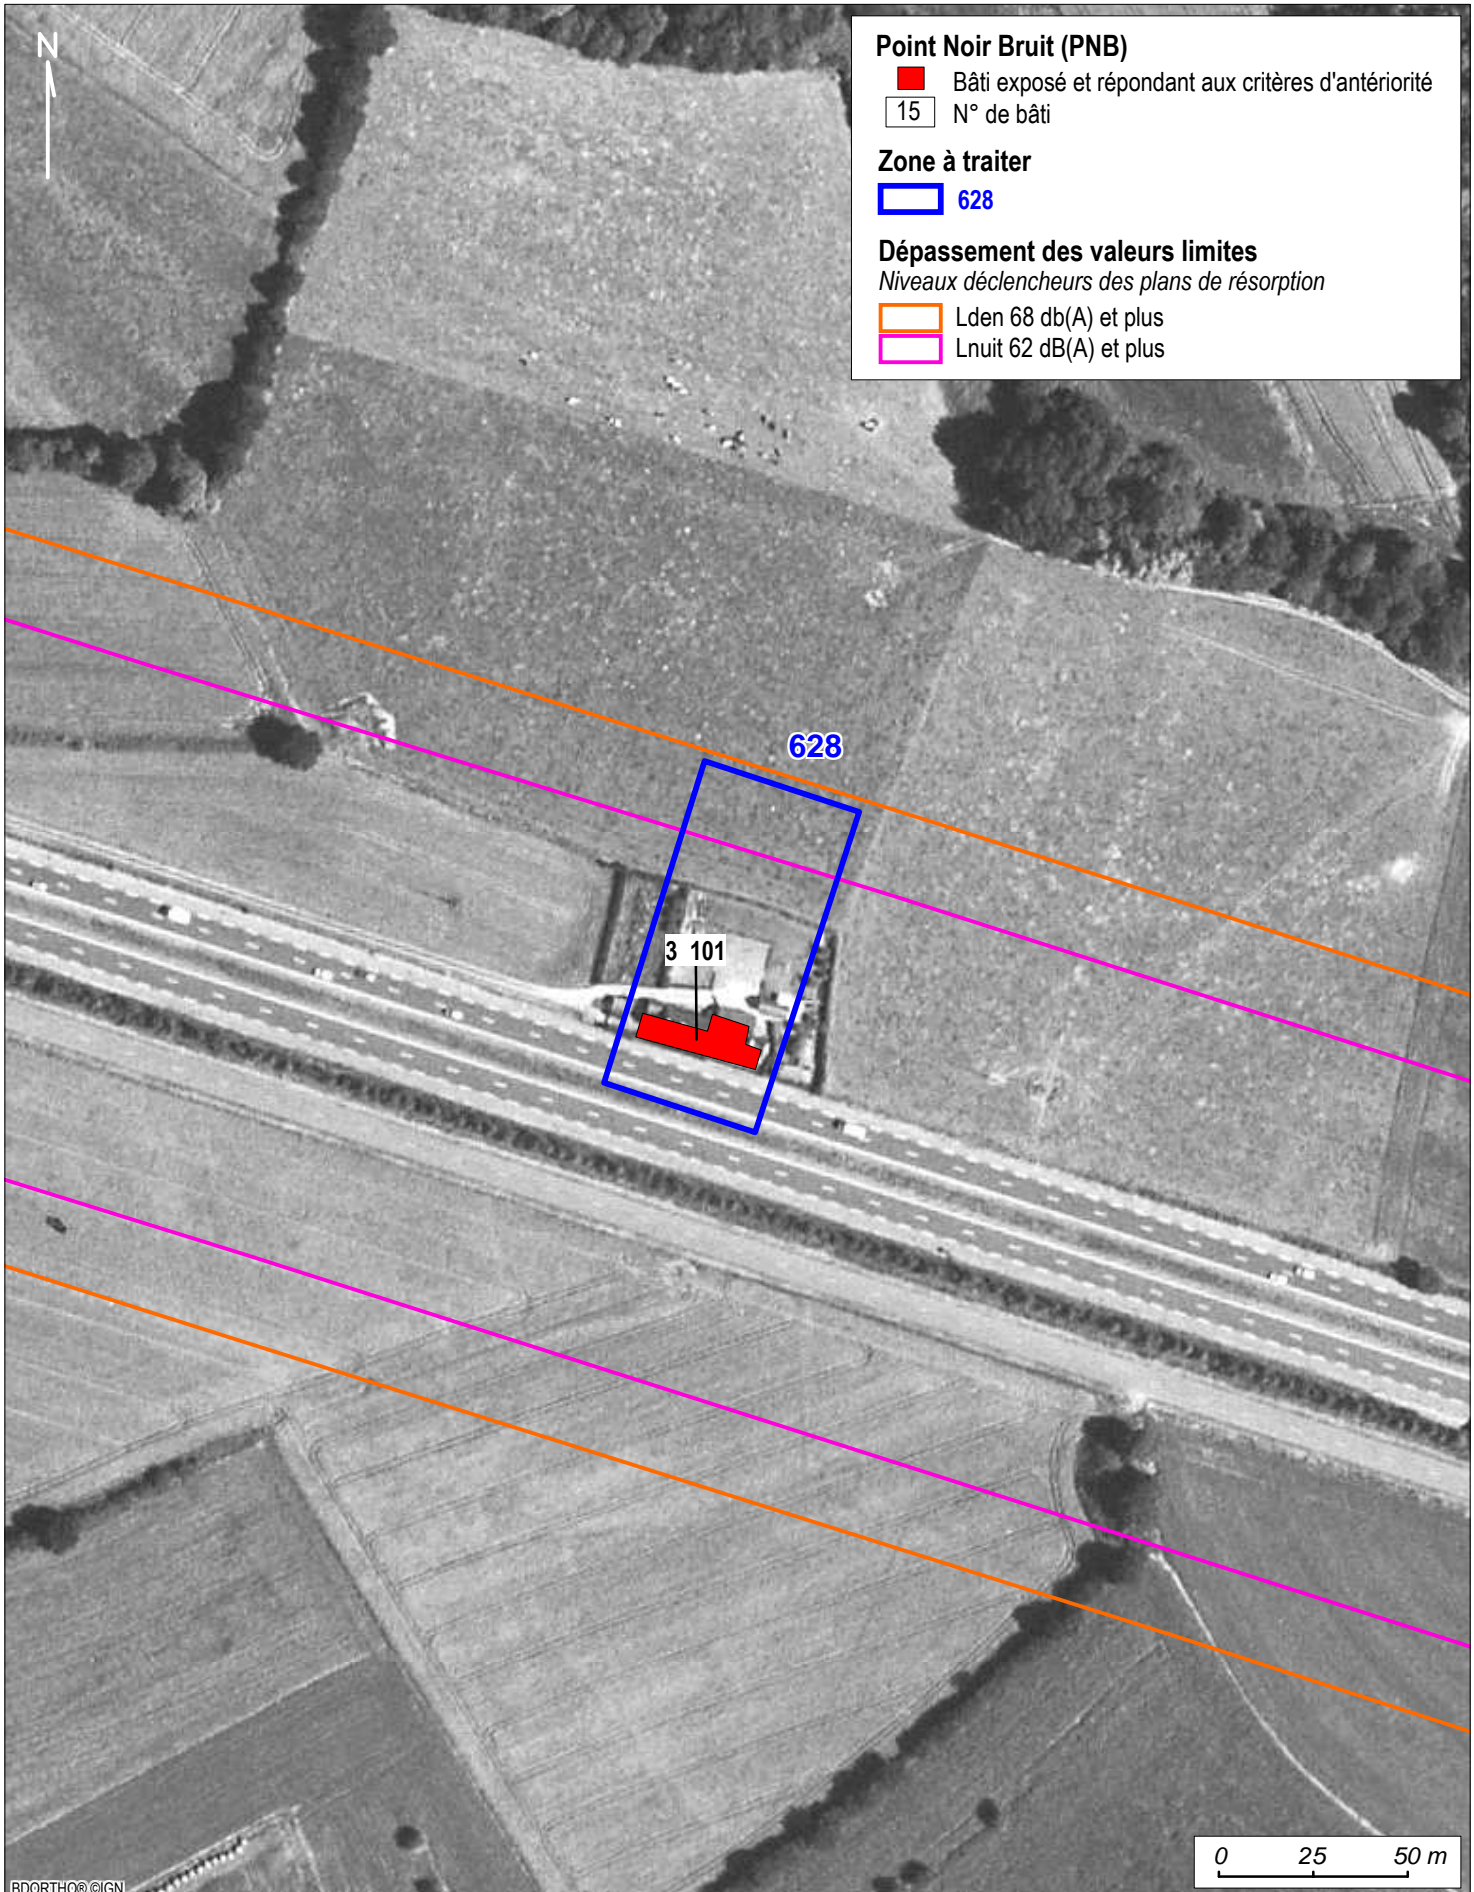 N
Point Noir Bruit (PNB)
Bâti exposé et répondant aux critères d'antériorité
15 N° de bâti
Zone à traiter
628
Dépassement des valeurs limites
Niveaux déclencheurs des plans de résorption
Lden 68 db(A) et plus
Lnuit 62 dB(A) et plus
628
3 101
0 25 50 m
BDORTHO® ©IGN